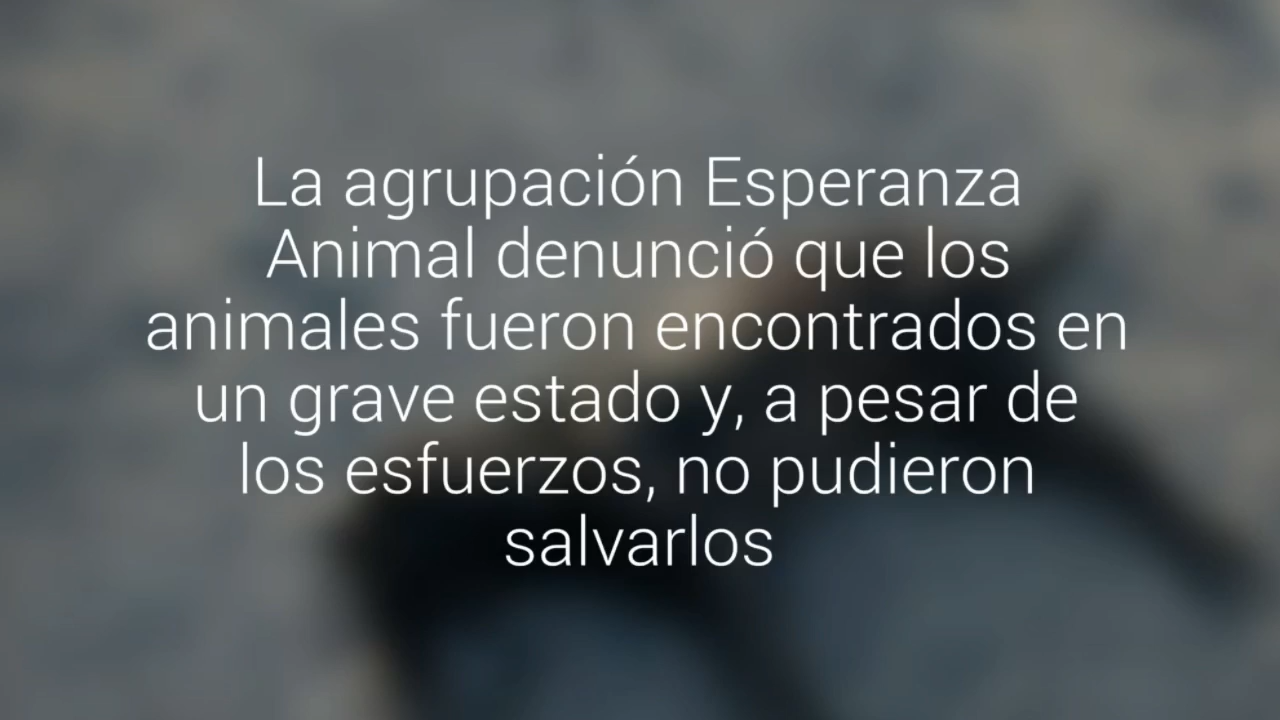 La agrupación Esperanza
Animal denunció que los
animales fueron encontrados en
un grave estado y, a pesar de
los esfuerzos, no pudieron
salvarlos